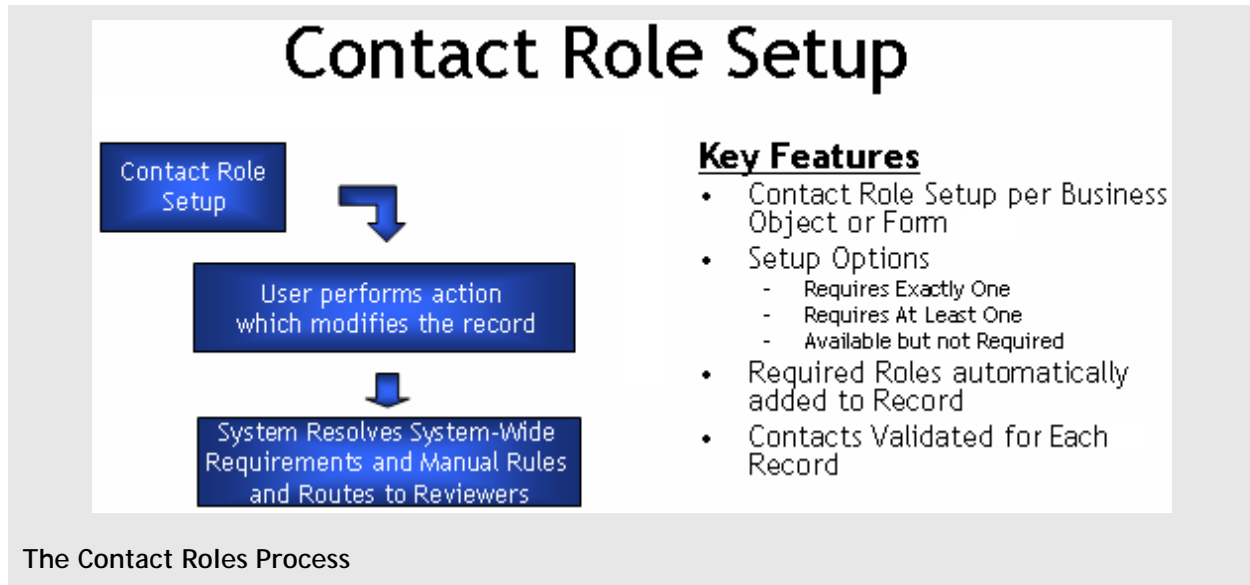 Contact Role Setup
Contact Role
Setup
User performs action
which modifies the record
System Resolves System-Wide
Requirements and Manual Rules
and Routes to Reviewers
Key Features
• Contact Role Setup per Business
Object or Form
• Setup Options
- Requires Exactly One
- Requires At Least One
- Available but not Required
• Required Roles automatically
added to Record
• Contacts Validated for Each
Record
The Contact Roles Process